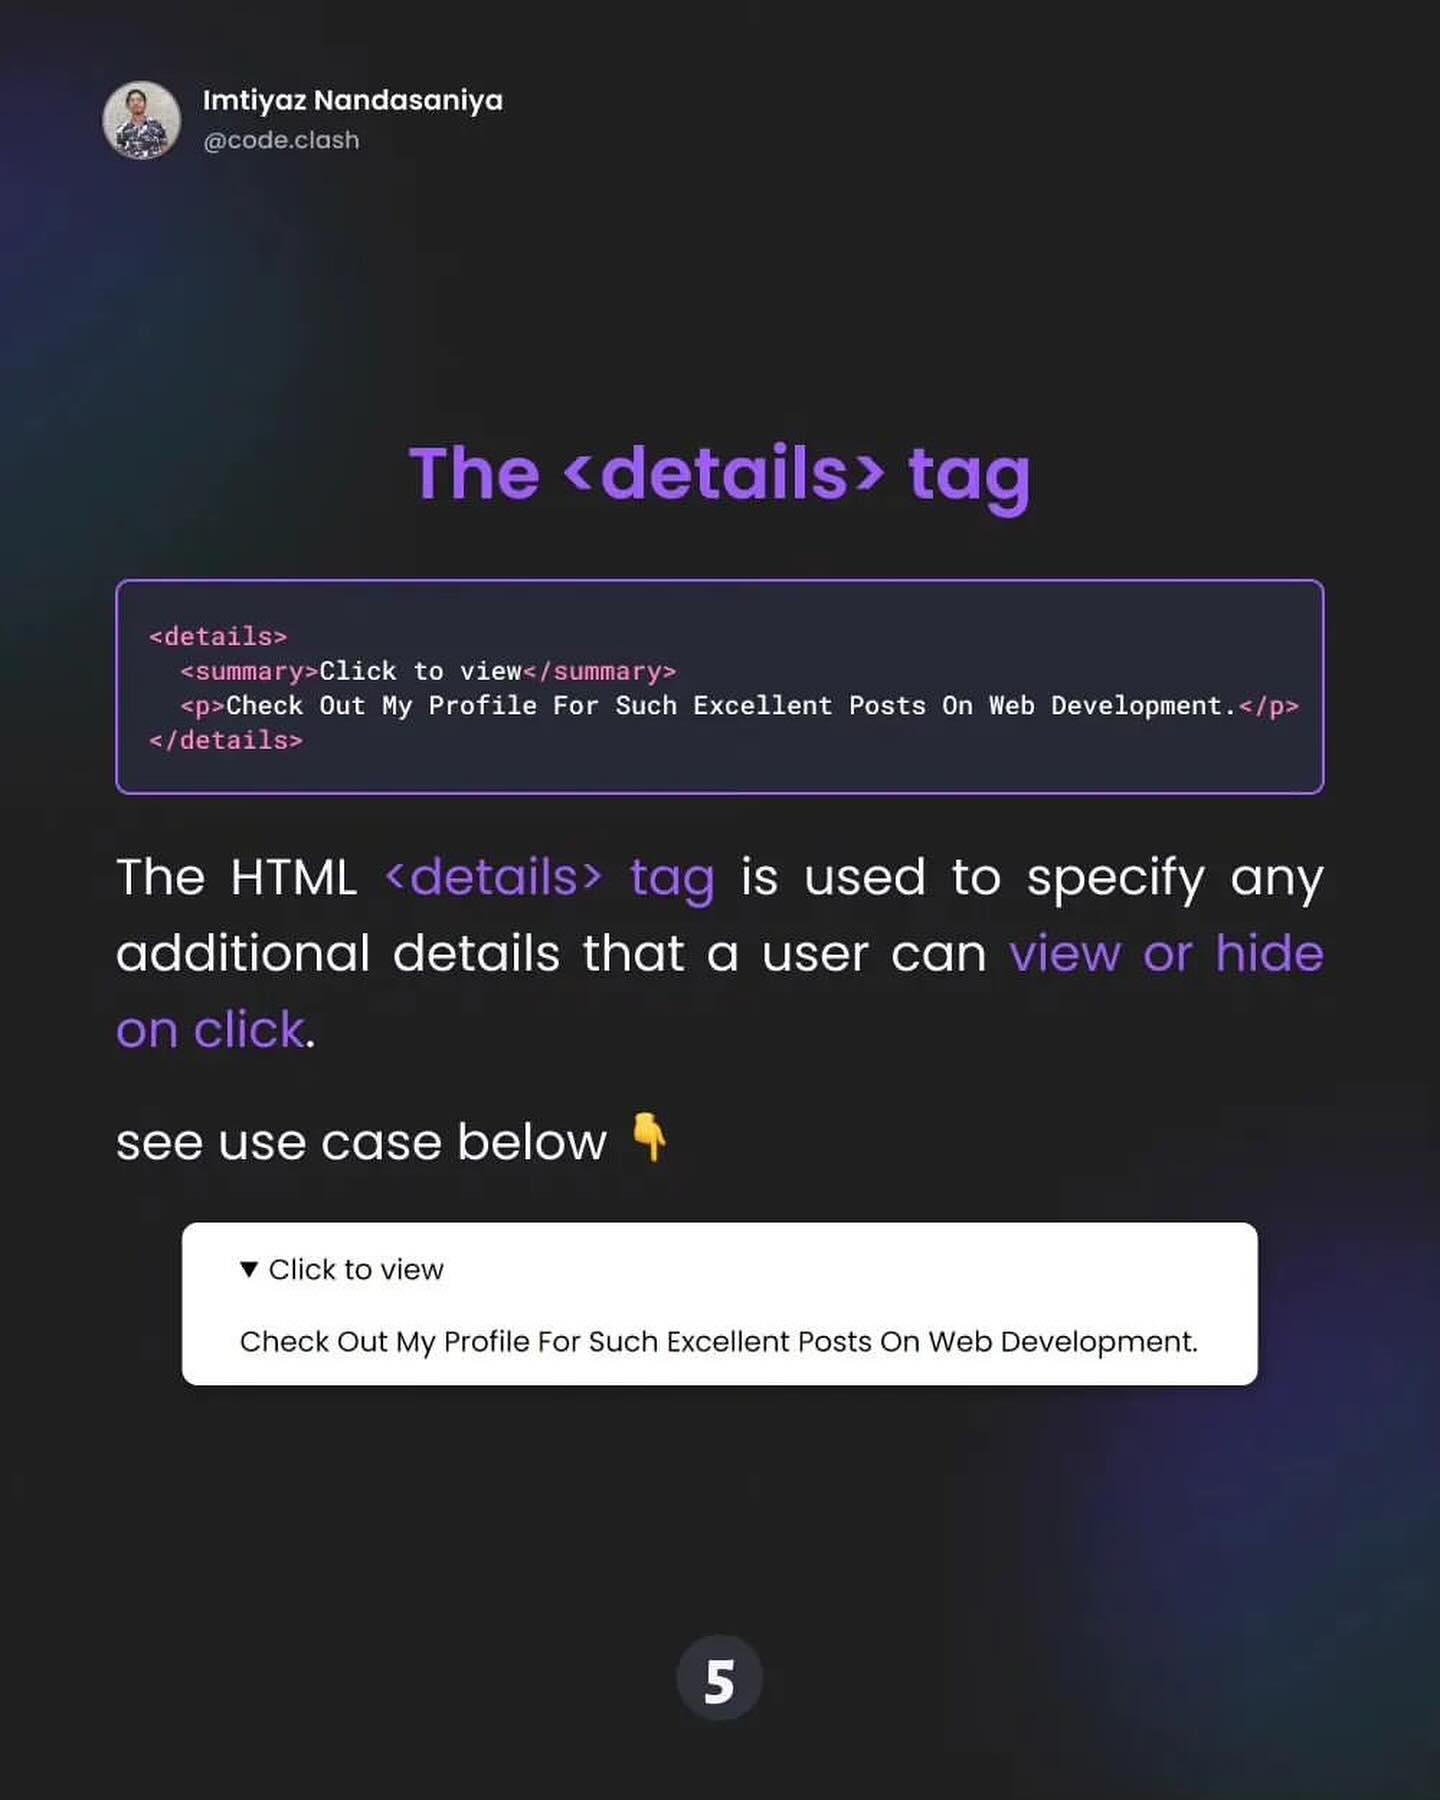 Imtiyaz Nandasaniya
@code.clash
The <details> tag
<details>
  <summary>Click to view</summary>
  <p>Check Out My Profile For Such Excellent Posts On Web Development.</p>
</details>
The HTML <details> tag is used to specify any
additional details that a user can view or hide
on click.
see use case below 👇
▼ Click to view
Check Out My Profile For Such Excellent Posts On Web Development.
5